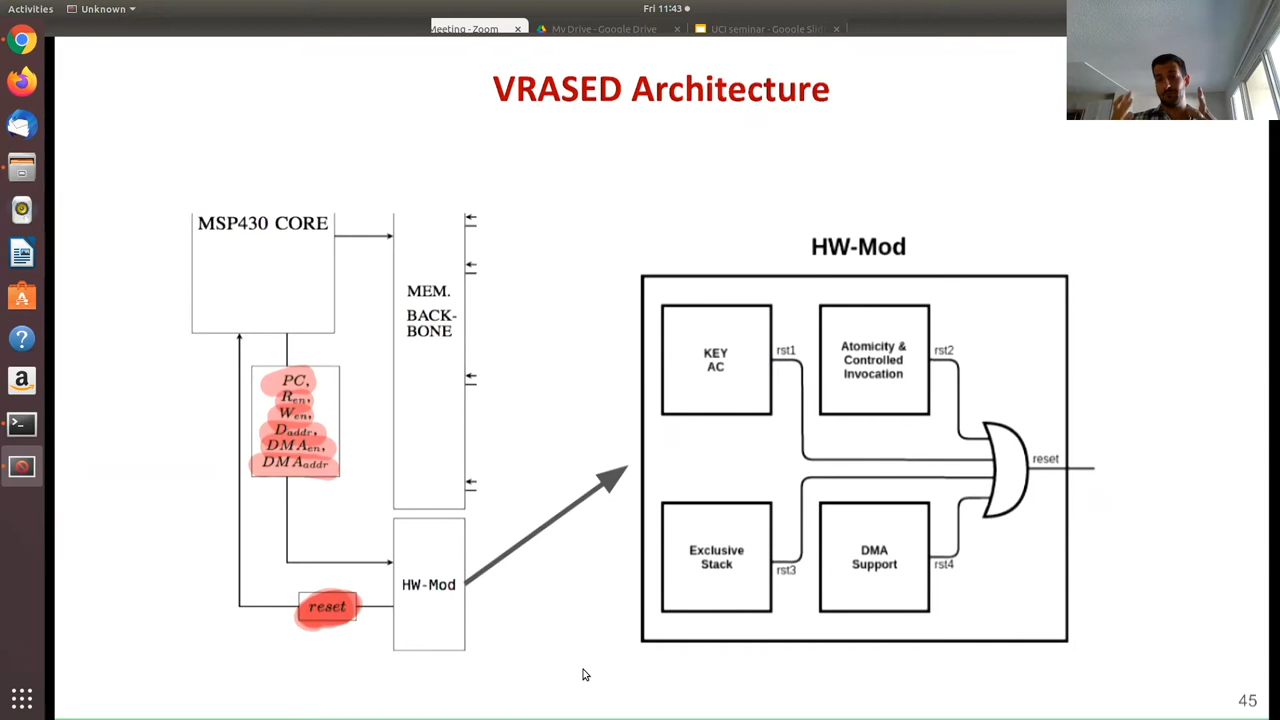 Activities
Unknown
Fri 11:43
Meeting - Zoom
My Drive - Google Drive
UCI seminar - Google Slid
VRASED Architecture
MSP430 CORE
MEM.
BACK-
BONE
PC,
Ren,
Wen,
Daddr,
DMAen,
DMAaddr
HW-Mod
reset
HW-Mod
KEY
AC
rst1
Atomicity &
Controlled
Invocation
rst2
reset
Exclusive
Stack
rst3
DMA
Support
rst4
45